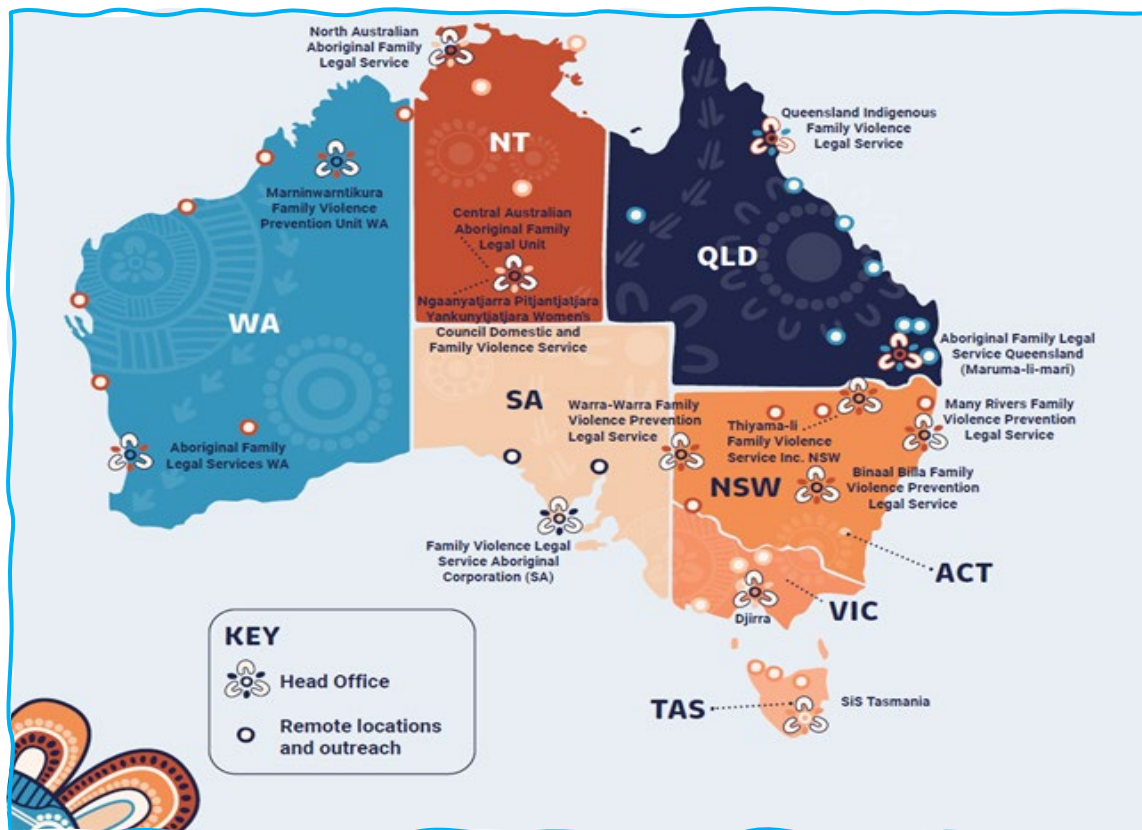 North Australian
Aboriginal Family
Legal Service
NT
Queensland Indigenous
Family Violence
Legal Service
Marninwarntikura
Family Violence
Prevention Unit WA
Central Australian
Aboriginal Family
Legal Unit
QLD
Ngaanyatjarra Pitjantjatjara
Yankunytjatjara Women's
Council Domestic and
Family Violence Service
WA
Aboriginal Family Legal
Service Queensland
(Maruma-li-mari)
SA
Warra-Warra Family
Violence Prevention
Legal Service
Thiyama-li
Family Violence
Service Inc. NSW
Many Rivers Family
Violence Prevention
Legal Service
Aboriginal Family
Legal Services WA
NSW
Binaal Billa Family
Violence Prevention
Legal Service
Family Violence Legal
Service Aboriginal
Corporation (SA)
ACT
VIC
Djirra
KEY
Head Office
Remote locations
and outreach
TAS
SiS Tasmania